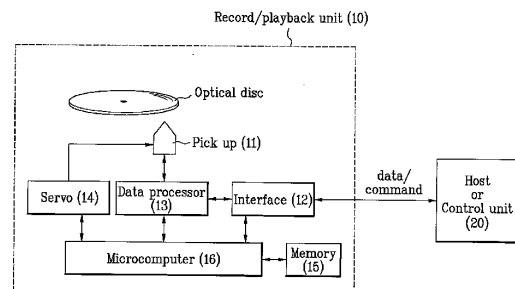 Record/playback unit (10)
Optical disc
Pick up (11)
data/
command
Host
or
Control unit
(20)
Servo (14)
Data processor
(13)
Interface (12)
Microcomputer (16)
Memory
(15)